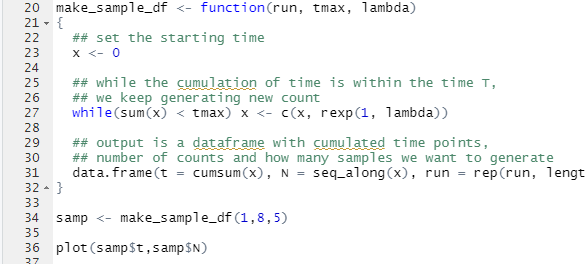 20 make_sample_df <- function(run, tmax, lambda)
21 {
22 ## set the starting time
23 x <- 0
24
25 ## while the cumulation of time is within the time T,
26 ## we keep generating new count
27 while(sum(x) < tmax) x <- c(x, rexp(1, lambda))
28
29 ## output is a dataframe with cumulated time points,
30 ## number of counts and how many samples we want to generate
31 data.frame(t = cumsum(x), N = seq_along(x), run = rep(run, lengt
32 }
33
34 samp <- make_sample_df(1,8,5)
35
36 plot(samp$t,samp$N)
37